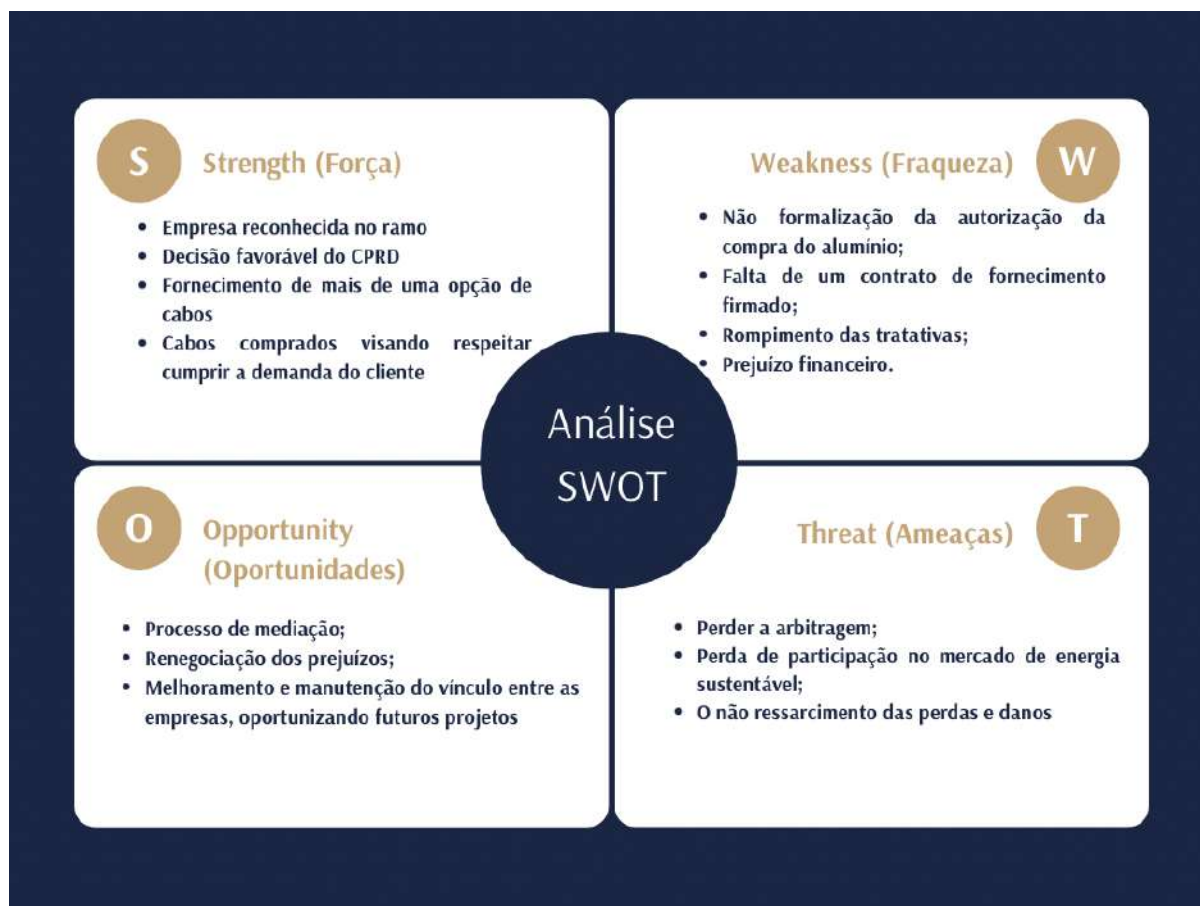 S
Strength (Força)
• Empresa reconhecida no ramo
• Decisão favorável do CPRD
• Fornecimento de mais de uma opção de
cabos
• Cabos comprados visando respeitar
cumprir a demanda do cliente
Weakness (Fraqueza)
W
• Não formalização da autorização da
compra do alumínio;
• Falta de um contrato de fornecimento
firmado;
• Rompimento das tratativas;
• Prejuízo financeiro.
Análise
SWOT
O
Opportunity
(Oportunidades)
• Processo de mediação;
• Renegociação dos prejuízos;
• Melhoramento e manutenção do vínculo entre as
empresas, oportunizando futuros projetos
Threat (Ameaças)
T
• Perder a arbitragem;
• Perda de participação no mercado de energia
sustentável;
• O não ressarcimento das perdas e danos